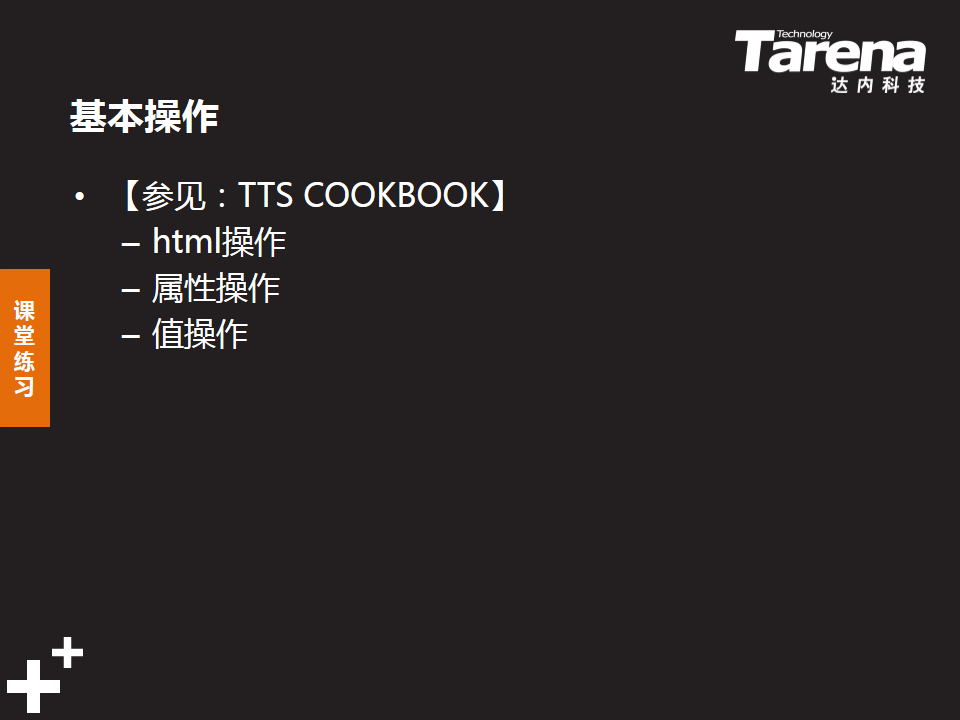 Technology
Tarena
达内科技
基本操作
• 【参见：TTS COOKBOOK】
– html操作
– 属性操作
– 值操作
课
堂
练
习